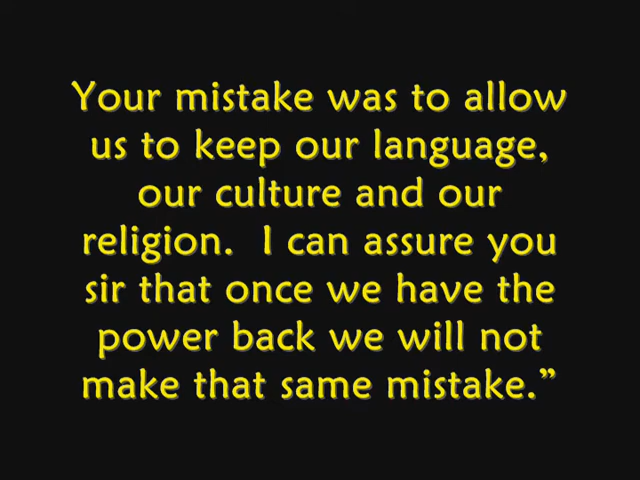 Your mistake was to allow
us to keep our language,
our culture and our
religion.  I can assure you
sir that once we have the
power back we will not
make that same mistake.”